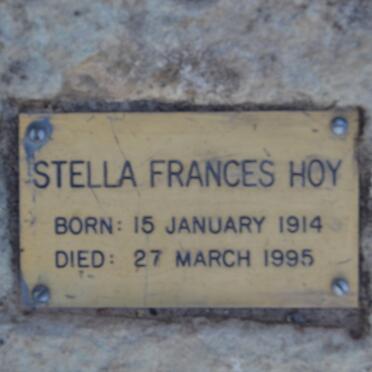 STELLA FRANCES HOY
BORN: 15 JANUARY 1914
DIED: 27 MARCH 1995